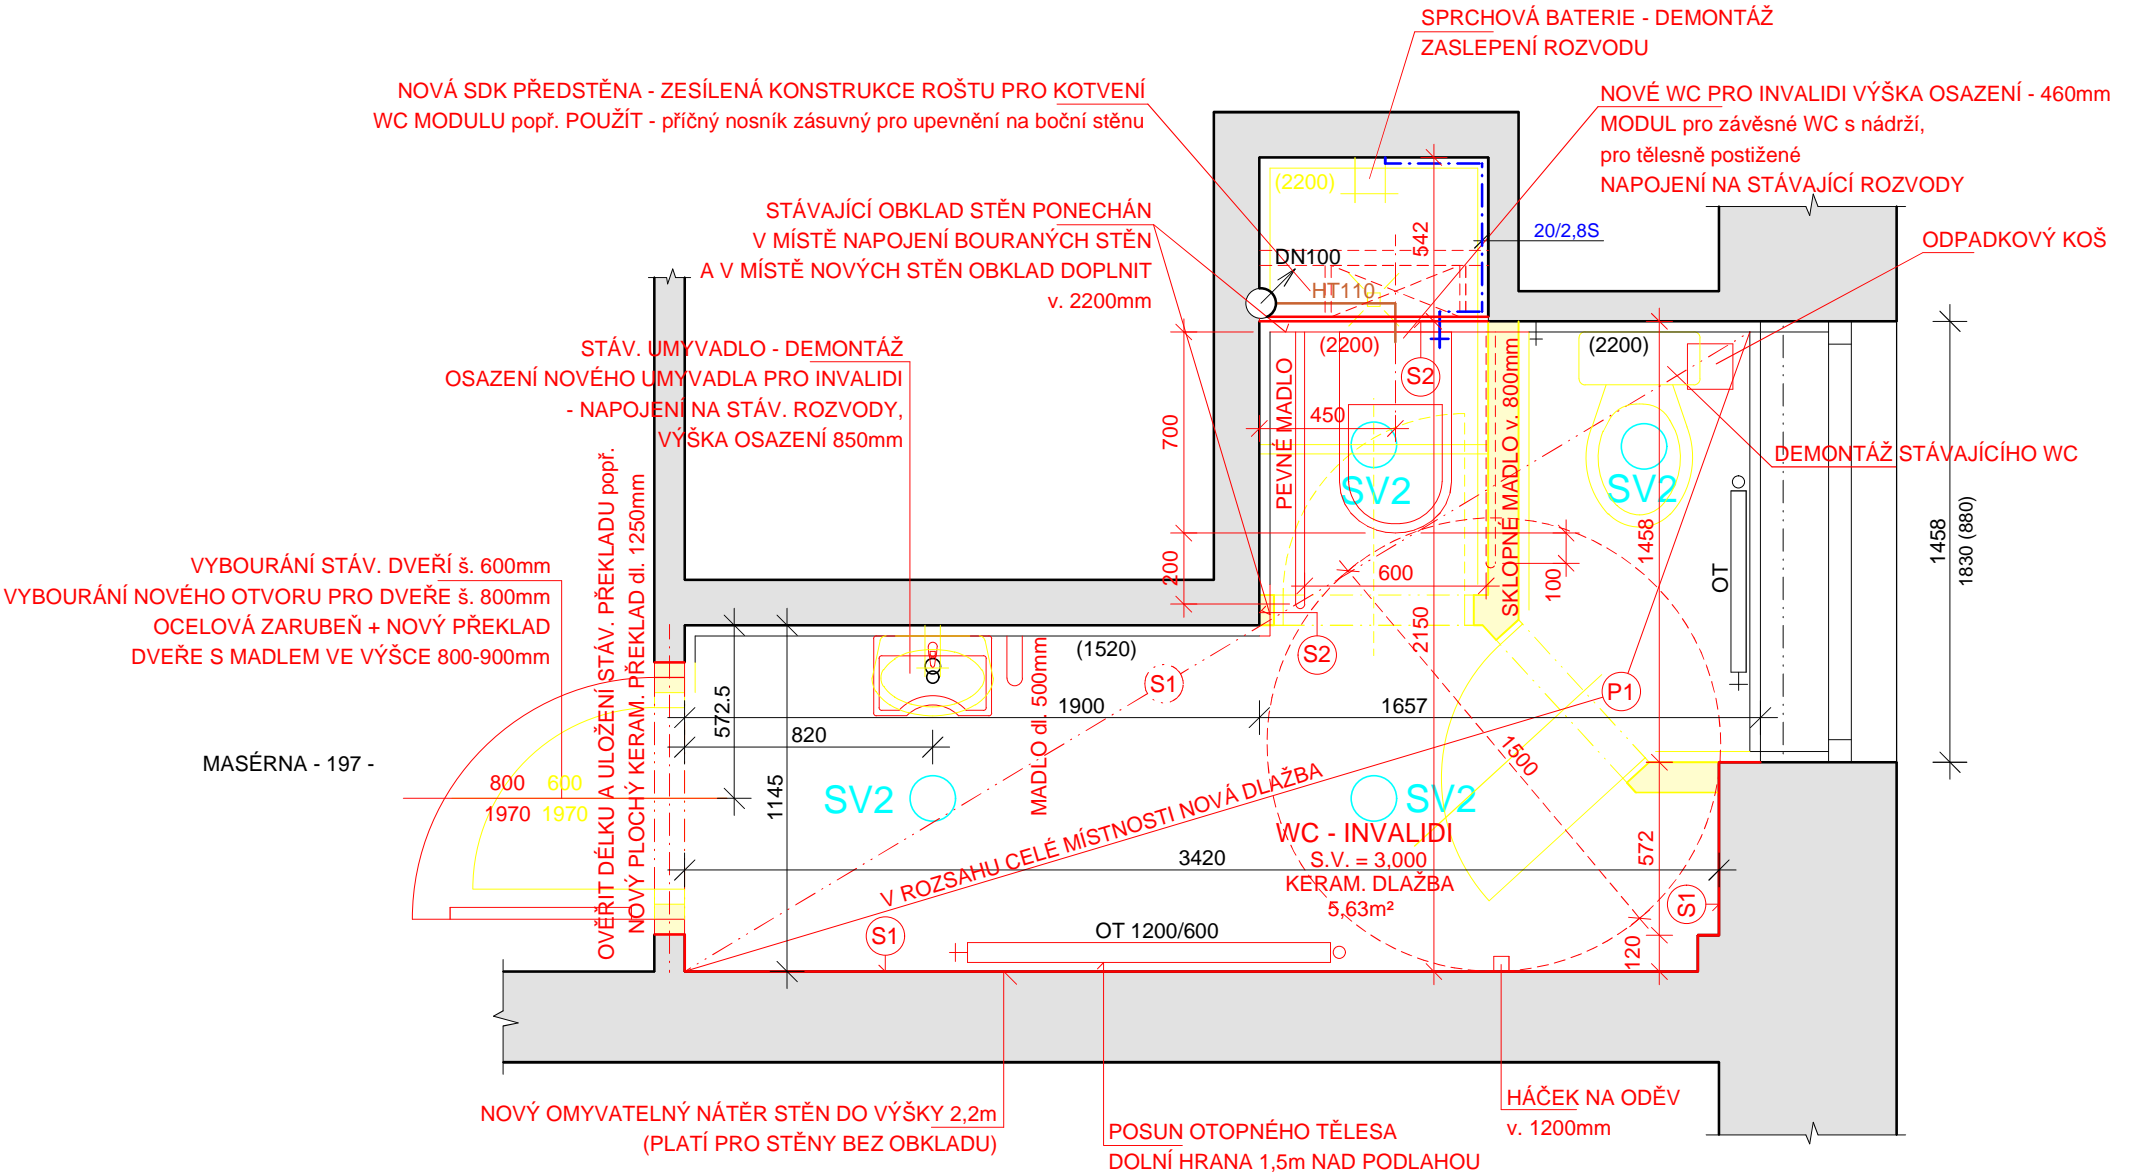 SPRCHOVÁ BATERIE - DEMONTÁŽ
ZASLEPENÍ ROZVODU
NOVÁ SDK PŘEDSTĚNA - ZESÍLENÁ KONSTRUKCE ROŠTU PRO KOTVENÍ
WC MODULU popř. POUŽÍT - příčný nosník zásuvný pro upevnění na boční stěnu
NOVÉ WC PRO INVALIDI VÝŠKA OSAZENÍ - 460mm
MODUL pro závěsné WC s nádrží,
pro tělesně postižené
NAPOJENÍ NA STÁVAJÍCÍ ROZVODY
STÁVAJÍCÍ OBKLAD STĚN PONECHÁN
V MÍSTĚ NAPOJENÍ BOURANÝCH STĚN
A V MÍSTĚ NOVÝCH STĚN OBKLAD DOPLNIT
v. 2200mm
(2200)
542
20/2,8S
ODPADKOVÝ KOŠ
DN100
HT110
STÁV. UMYVADLO - DEMONTÁŽ
OSAZENÍ NOVÉHO UMYVADLA PRO INVALIDI
- NAPOJENÍ NA STÁV. ROZVODY,
VÝŠKA OSAZENÍ 850mm
(2200)
S2
(2200)
PEVNÉ MADLO
450
700
SV2
SKLOPNÉ MADLO v. 800mm
SV2
DEMONTÁŽ STÁVAJÍCÍHO WC
1458
1458
1830 (880)
OT
200
600
100
2150
VYBOURÁNÍ STÁV. DVEŘÍ š. 600mm
VYBOURÁNÍ NOVÉHO OTVORU PRO DVEŘE š. 800mm
OCELOVÁ ZARUBEŇ + NOVÝ PŘEKLAD
DVEŘE S MADLEM VE VÝŠCE 800-900mm
OVĚRIT DÉLKU A ULOŽENÍ STÁV. PŘEKLADU popř.
NOVÝ PLOCHÝ KERAM. PŘEKLAD dl. 1250mm
(1520)
S2
S1
P1
572.5
1900
1657
820
MADLO dl. 500mm
1500
MASÉRNA - 197 -
800
600
1970
1970
1145
SV2
SV2
V ROZSAHU CELÉ MÍSTNOSTI NOVÁ DLAŽBA
WC - INVALIDI
S.V. = 3,000
KERAM. DLAŽBA
5,63m²
3420
572
S1
S1
OT 1200/600
120
NOVÝ OMYVATELNÝ NÁTĚR STĚN DO VÝŠKY 2,2m
(PLATÍ PRO STĚNY BEZ OBKLADU)
POSUN OTOPNÉHO TĚLESA
DOLNÍ HRANA 1,5m NAD PODLAHOU
HÁČEK NA ODĚV
v. 1200mm